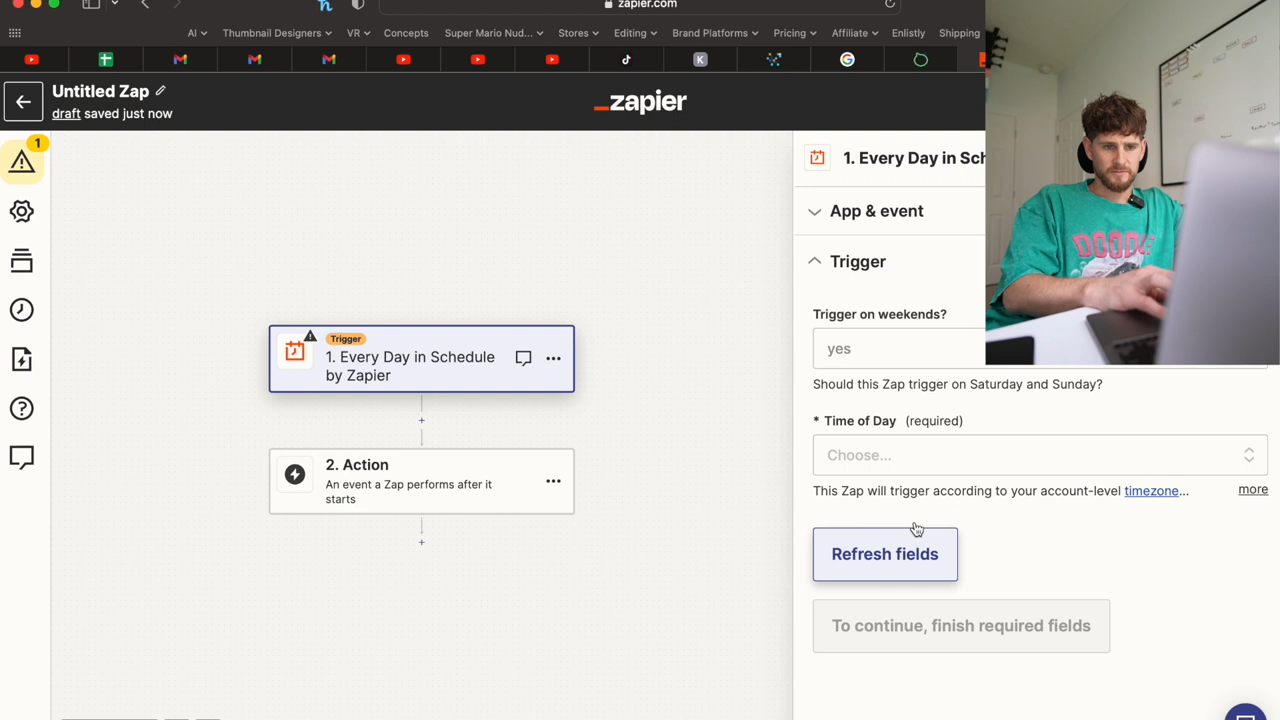 zapier.com
AI
Thumbnail Designers
VR
Concepts
Super Mario Nud...
Stores
Editing
Brand Platforms
Pricing
Affiliate
Enlistly
Shipping
K
Untitled Zap
draft saved just now
_zapier
1
1. Every Day in Sch
App & event
Trigger
Trigger on weekends?
yes
Should this Zap trigger on Saturday and Sunday?
* Time of Day (required)
Choose...
This Zap will trigger according to your account-level timezone...
more
Refresh fields
To continue, finish required fields
Trigger
1. Every Day in Schedule
by Zapier
2. Action
An event a Zap performs after it
starts
DOODLE